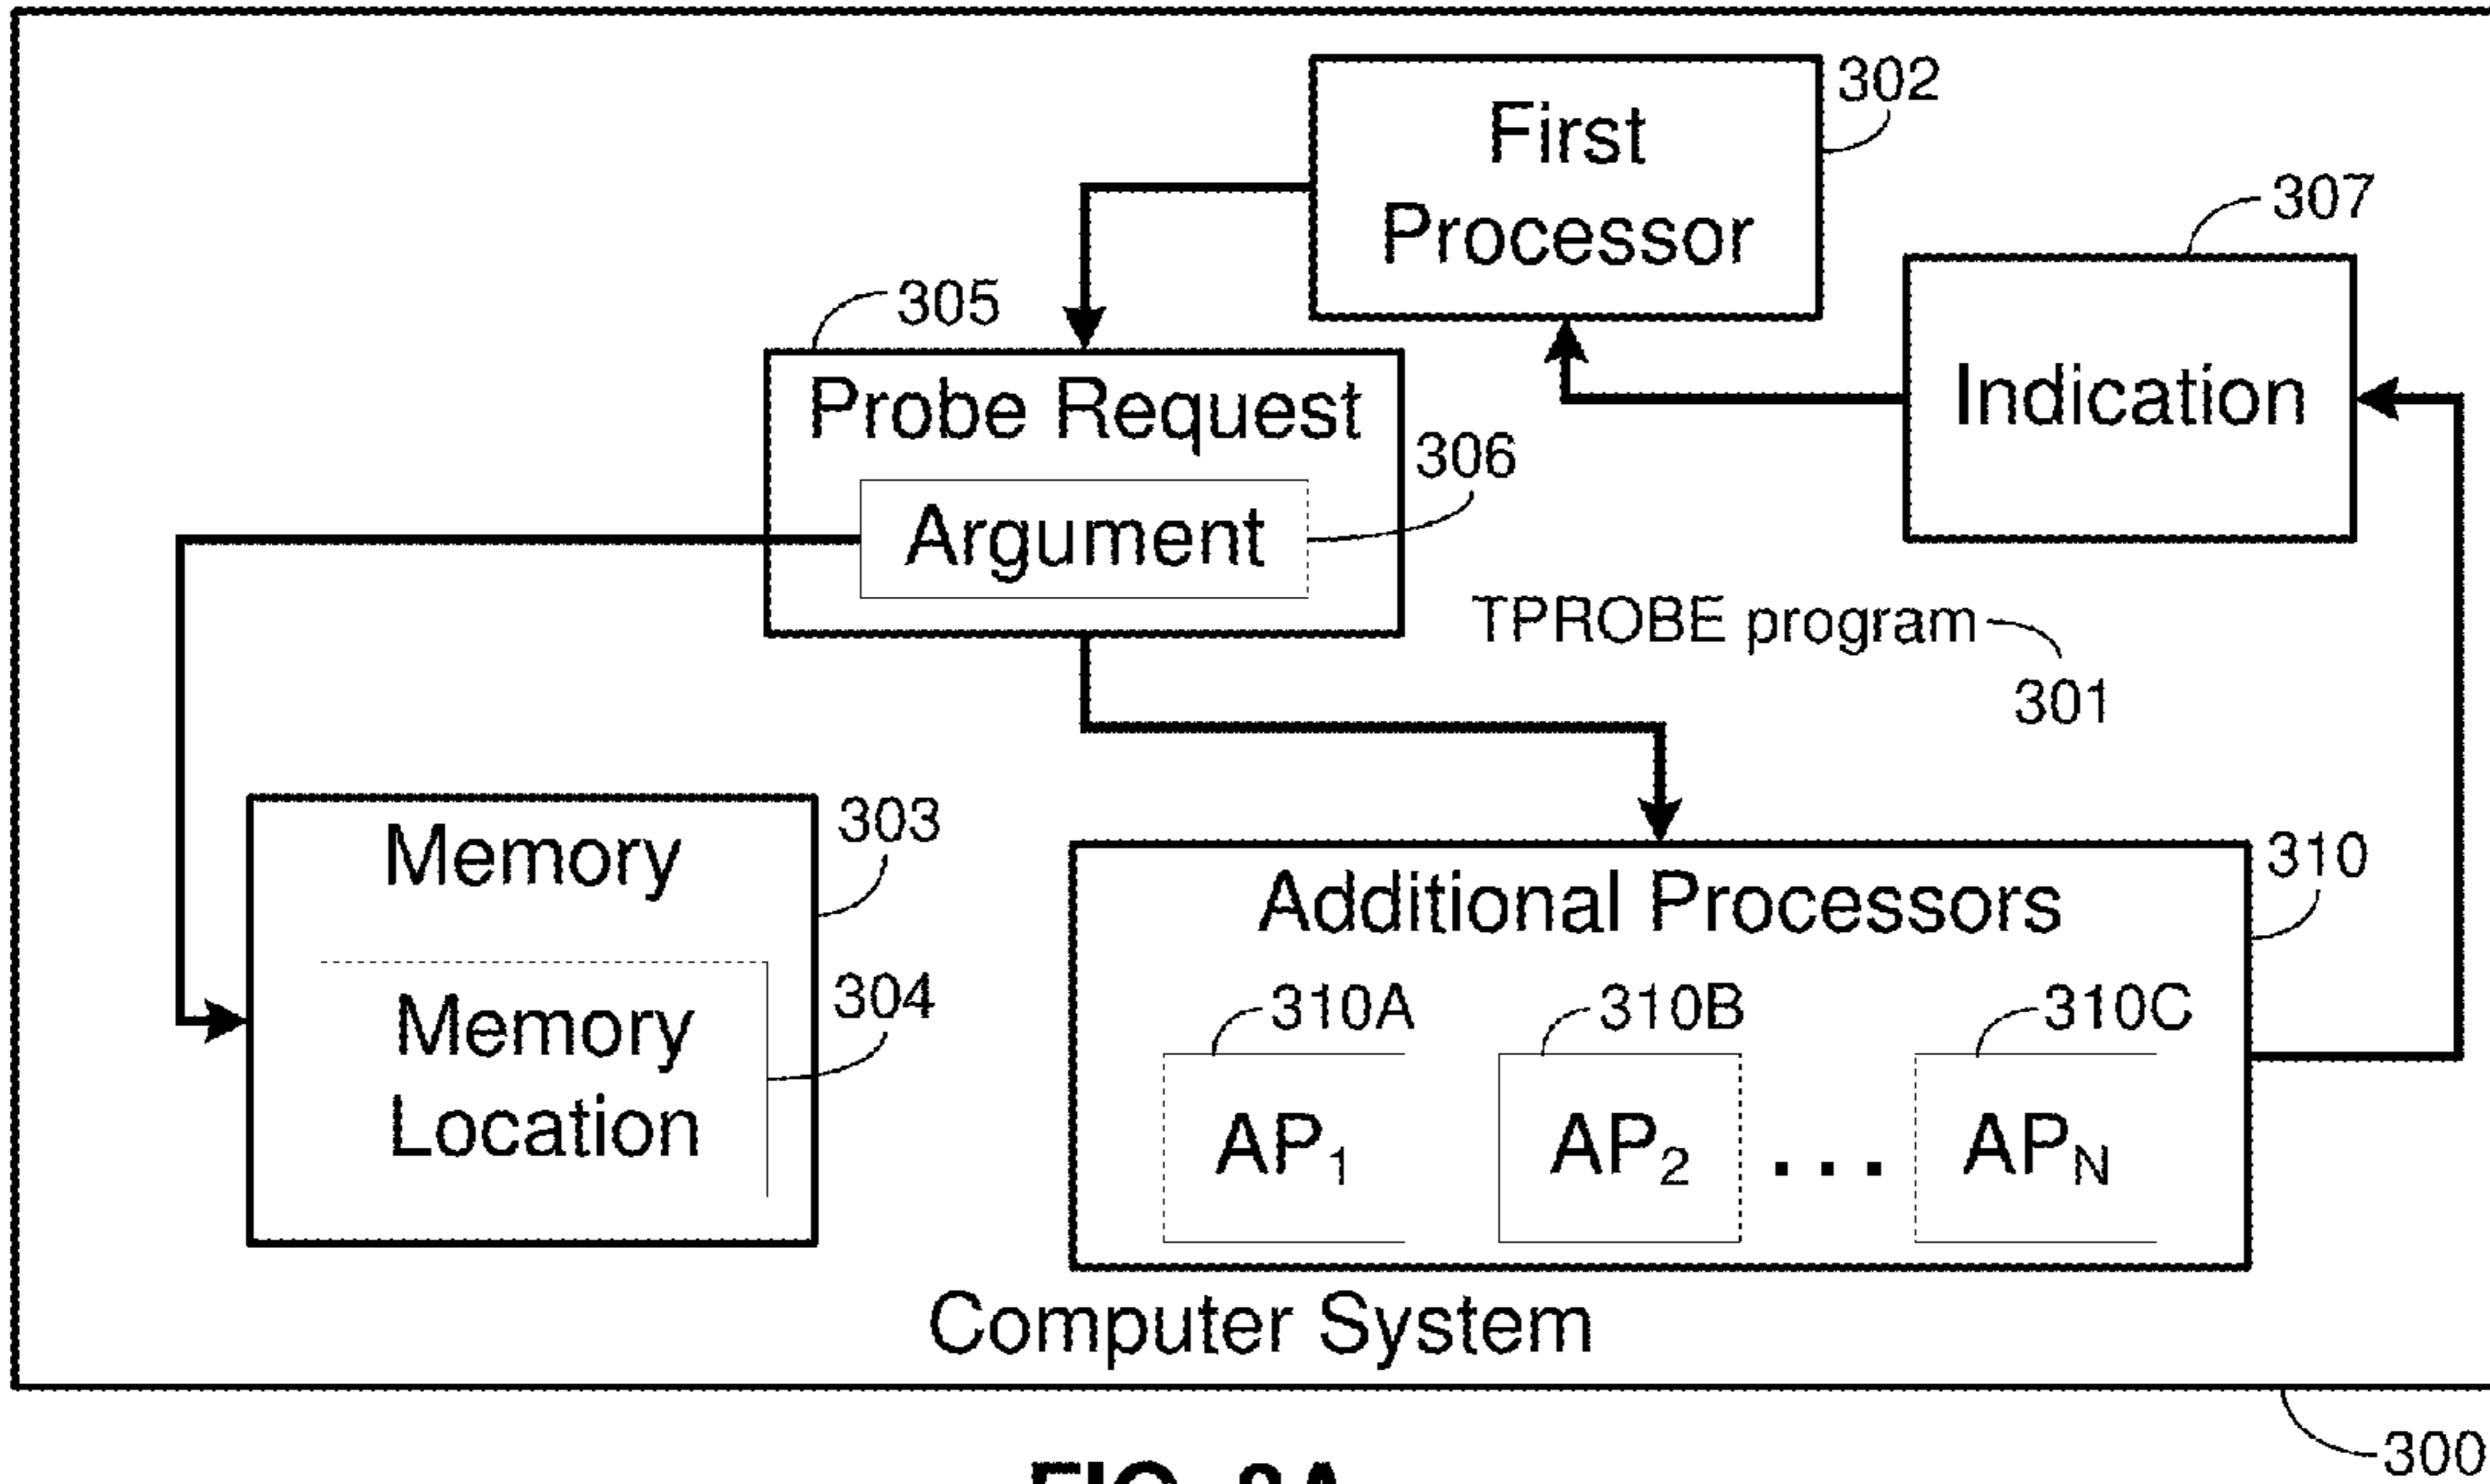 302
First
Processor
307
305
Indication
Probe Request
306
Argument
TPROBE program
301
Memory
303
310
Additional Processors
Memory
Location
304
310A
310B
310C
AP1
AP2
...
APN
Computer System
300